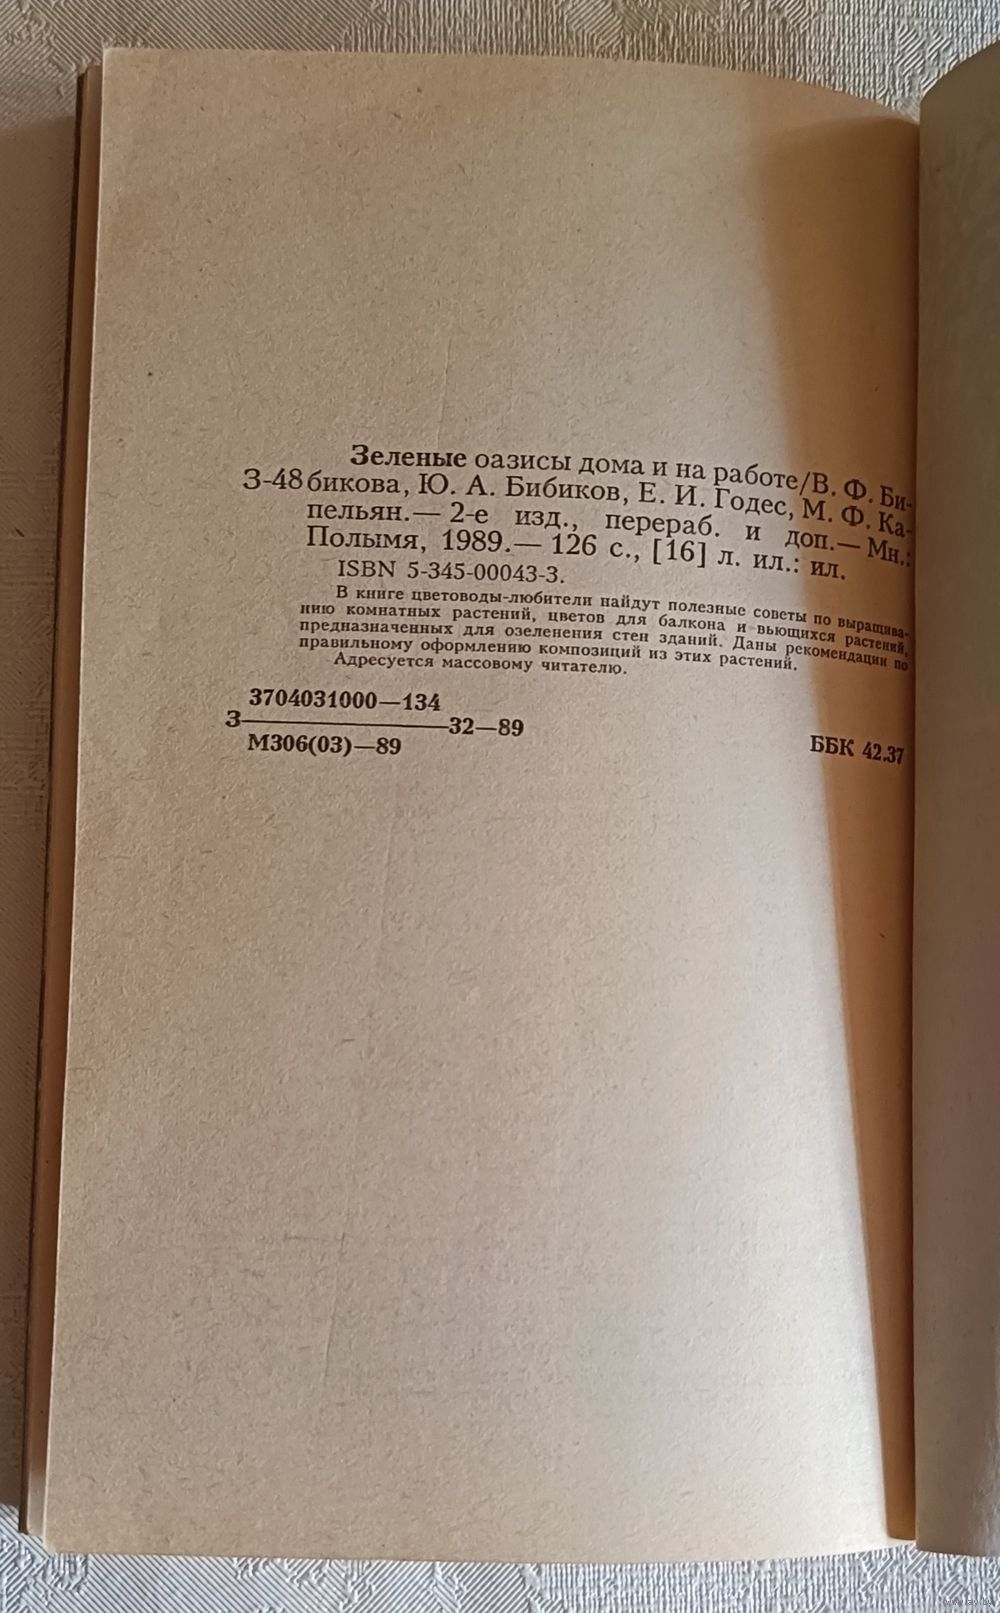 Зеленые оазисы дома и на работе/В. Ф. Би-
З-48 бикова, Ю. А. Бибиков, Е. И. Годес, М. Ф. Ка-
пельян.— 2-е изд., перераб. и доп.— Мн.:
Полымя, 1989.— 126 с., [16] л. ил.: ил.
ISBN 5-345-00043-3.
В книге цветоводы-любители найдут полезные советы по выращива-
нию комнатных растений, цветов для балкона и вьющихся растений,
предназначенных для озеленения стен зданий. Даны рекомендации по
правильному оформлению композиций из этих растений.
Адресуется массовому читателю.
3704031000—134
З————————32—89
М306(03)—89
ББК 42.37